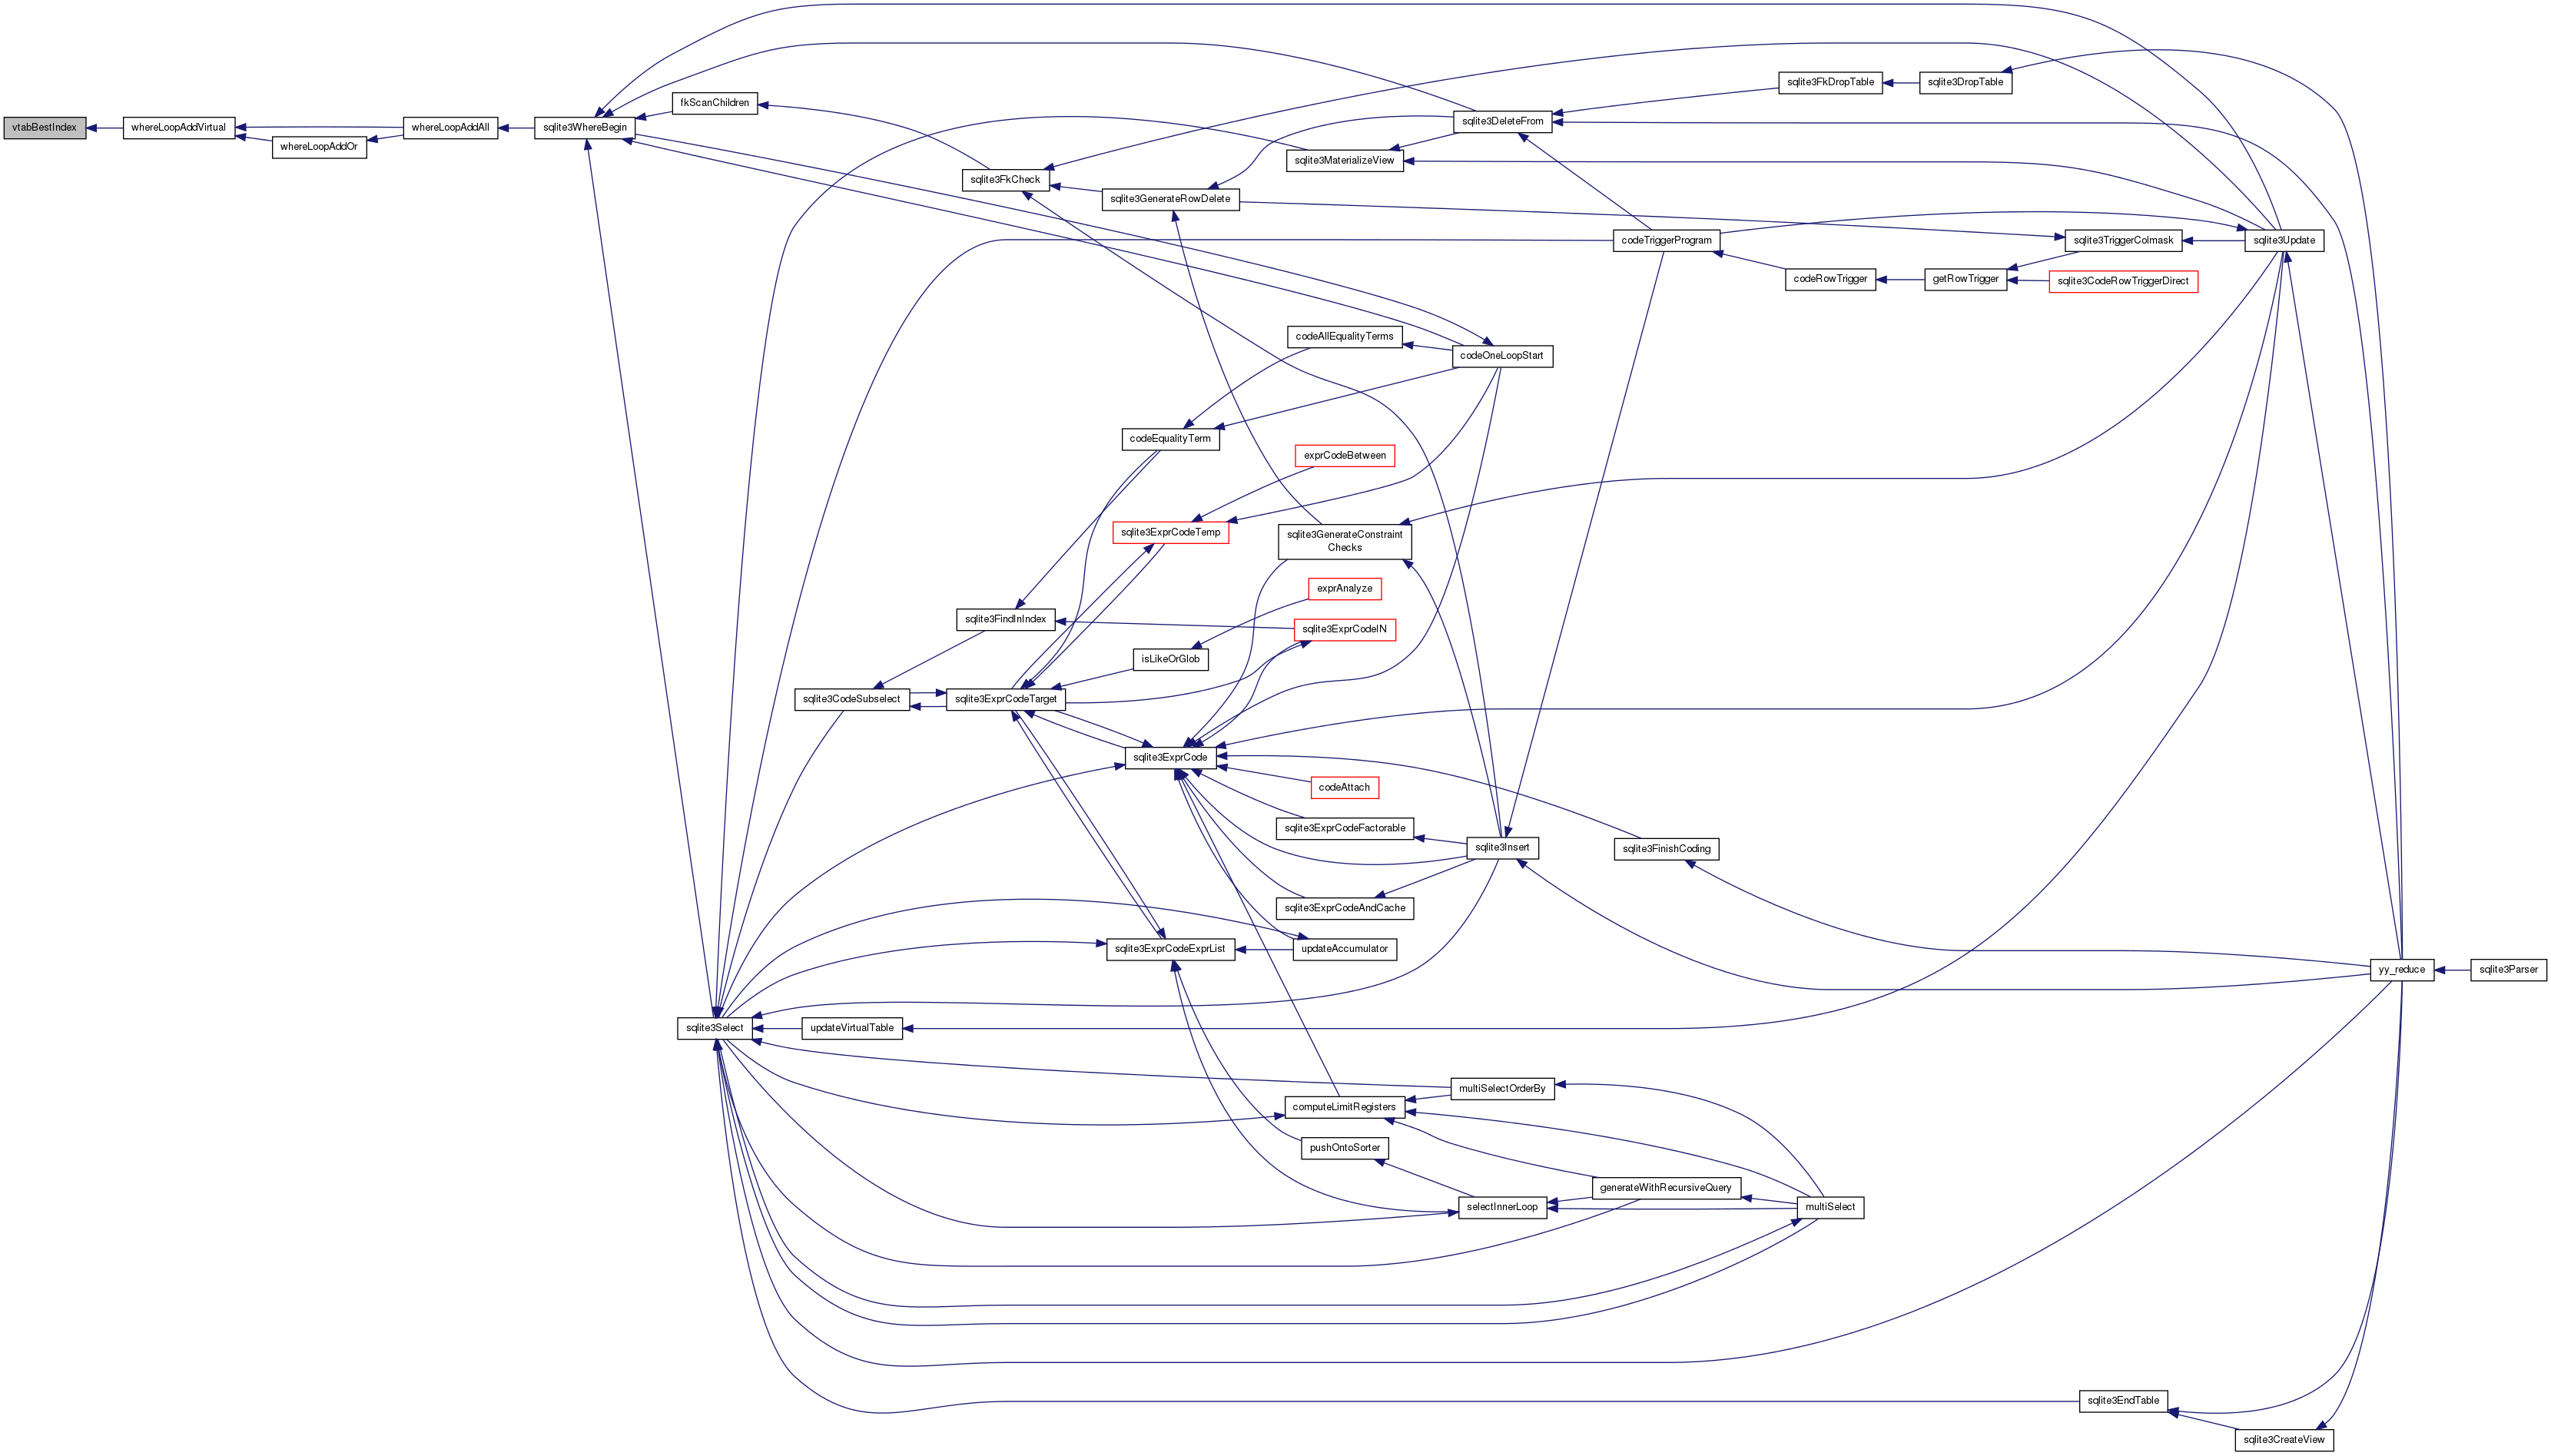 vtabBestIndex
whereLoopAddVirtual
whereLoopAddOr
whereLoopAddAll
sqlite3WhereBegin
fkScanChildren
sqlite3FkCheck
sqlite3GenerateRowDelete
sqlite3MaterializeView
sqlite3DeleteFrom
sqlite3FkDropTable
sqlite3DropTable
codeTriggerProgram
codeRowTrigger
getRowTrigger
sqlite3TriggerColmask
sqlite3CodeRowTriggerDirect
sqlite3Update
codeAllEqualityTerms
codeOneLoopStart
codeEqualityTerm
exprCodeBetween
sqlite3ExprCodeTemp
sqlite3GenerateConstraint
Checks
exprAnalyze
sqlite3FindInIndex
sqlite3ExprCodeIN
isLikeOrGlob
sqlite3CodeSubselect
sqlite3ExprCodeTarget
sqlite3ExprCode
codeAttach
sqlite3ExprCodeFactorable
sqlite3Insert
sqlite3FinishCoding
sqlite3ExprCodeAndCache
sqlite3ExprCodeExprList
updateAccumulator
yy_reduce
sqlite3Parser
sqlite3Select
updateVirtualTable
multiSelectOrderBy
computeLimitRegisters
pushOntoSorter
generateWithRecursiveQuery
selectInnerLoop
multiSelect
sqlite3EndTable
sqlite3CreateView